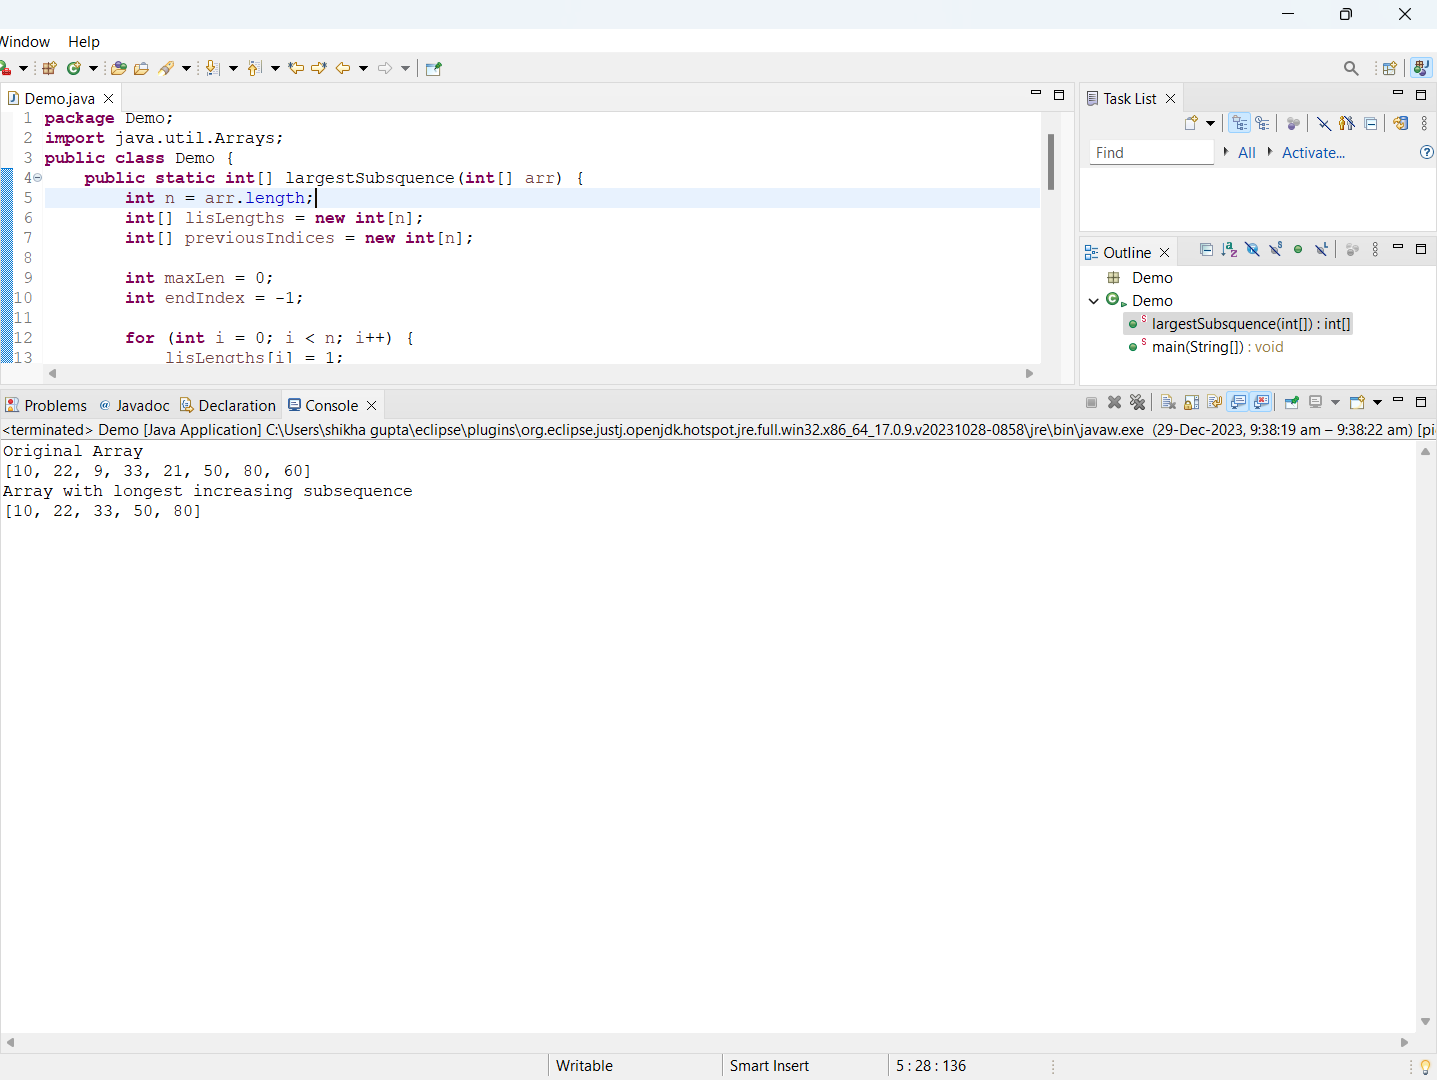 Window Help
Demo.java
1 package Demo;
2 import java.util.Arrays;
3 public class Demo {
4 public static int[] largestSubsquence(int[] arr) {
5 int n = arr.length;
6 int[] lisLengths = new int[n];
7 int[] previousIndices = new int[n];
8
9 int maxLen = 0;
10 int endIndex = -1;
11
12 for (int i = 0; i < n; i++) {
13 lisLengths[i] = 1;
Task List
Find All Activate...
Outline
Demo
Demo
largestSubsquence(int[]) : int[]
main(String[]) : void
Problems @ Javadoc Declaration Console
<terminated> Demo [Java Application] C:\Users\shikha gupta\eclipse\plugins\org.eclipse.justj.openjdk.hotspot.jre.full.win32.x86_64_17.0.9.v20231028-0858\jre\bin\javaw.exe (29-Dec-2023, 9:38:19 am – 9:38:22 am) [pi
Original Array
[10, 22, 9, 33, 21, 50, 80, 60]
Array with longest increasing subsequence
[10, 22, 33, 50, 80]
Writable Smart Insert 5 : 28 : 136